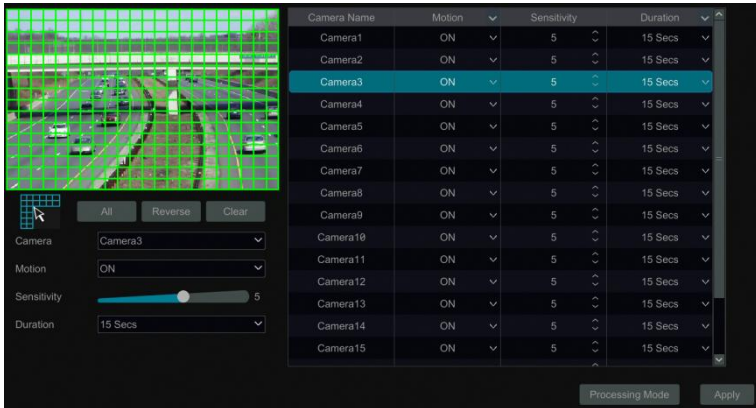 Camera Name Motion Sensitivity Duration
Camera1 ON 5 15 Secs
Camera2 ON 5 15 Secs
Camera3 ON 5 15 Secs
Camera4 ON 5 15 Secs
Camera5 ON 5 15 Secs
Camera6 ON 5 15 Secs
Camera7 ON 5 15 Secs
Camera8 ON 5 15 Secs
Camera9 ON 5 15 Secs
Camera10 ON 5 15 Secs
Camera11 ON 5 15 Secs
Camera12 ON 5 15 Secs
Camera13 ON 5 15 Secs
Camera14 ON 5 15 Secs
Camera15 ON 5 15 Secs
All Reverse Clear
Camera Camera3
Motion ON
Sensitivity 5
Duration 15 Secs
Processing Mode Apply